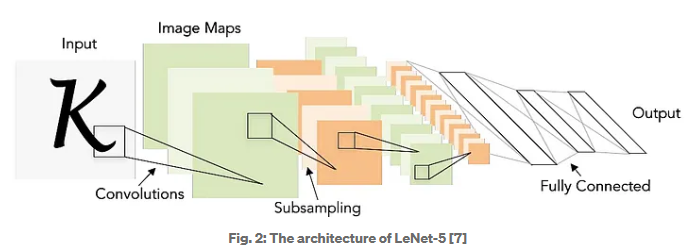 Image Maps
Input
K
Output
Convolutions
Subsampling
Fully Connected
Fig. 2: The architecture of LeNet-5 [7]